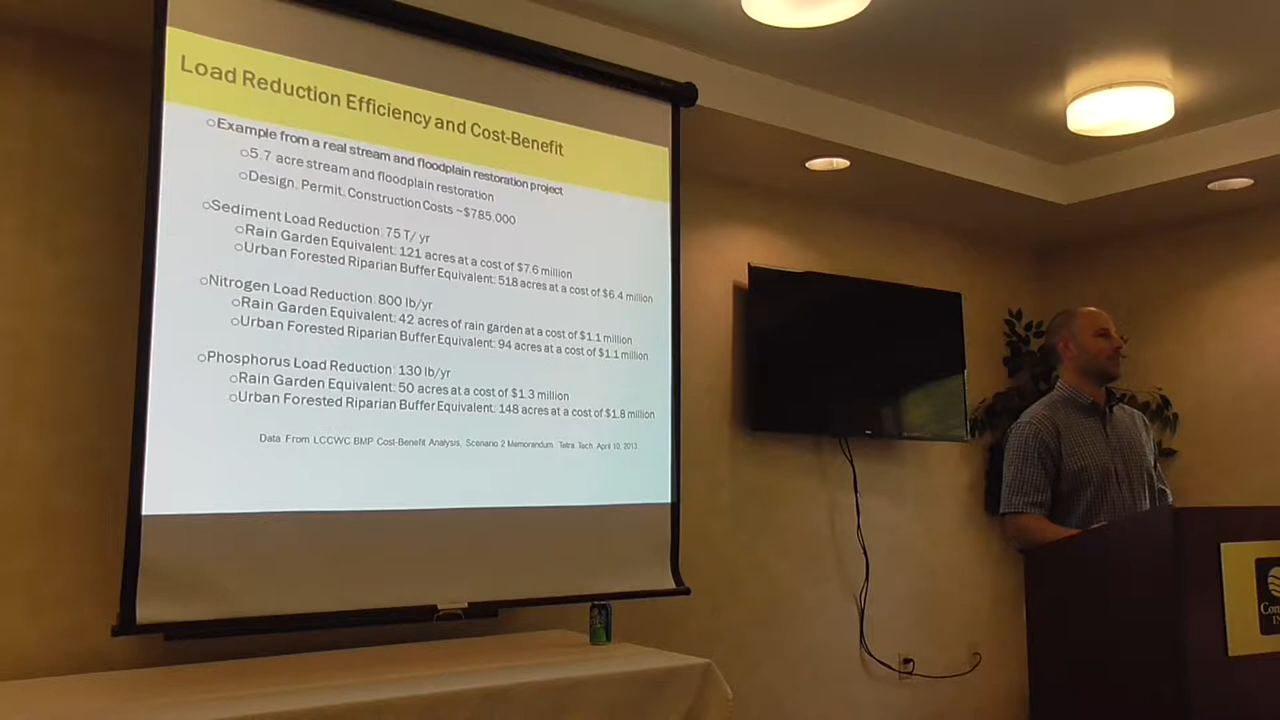 Load Reduction Efficiency and Cost-Benefit
Example from a real stream and floodplain restoration project
5.7 acre stream and floodplain restoration
Design, Permit, Construction Costs ~$785,000
Sediment Load Reduction: 75 T/ yr
Rain Garden Equivalent: 121 acres at a cost of $7.6 million
Urban Forested Riparian Buffer Equivalent: 518 acres at a cost of $6.4 million
Nitrogen Load Reduction: 800 lb/yr
Rain Garden Equivalent: 42 acres of rain garden at a cost of $1.1 million
Urban Forested Riparian Buffer Equivalent: 94 acres at a cost of $1.1 million
Phosphorus Load Reduction: 130 lb/yr
Rain Garden Equivalent: 50 acres at a cost of $1.3 million
Urban Forested Riparian Buffer Equivalent: 148 acres at a cost of $1.8 million
Data From LCCWC BMP Cost-Benefit Analysis, Scenario 2 Memorandum. Tetra Tech, April 10, 2013